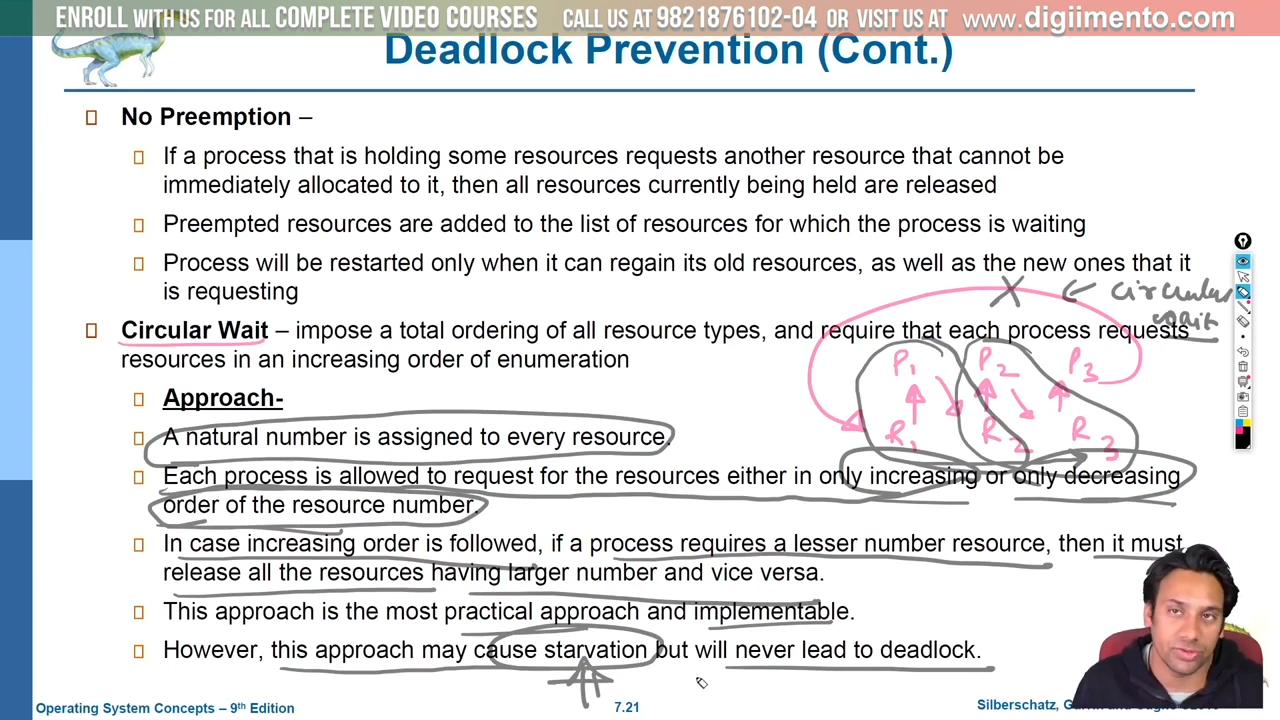 ENROLL WITH US FOR ALL COMPLETE VIDEO COURSES CALL US AT 9821876102-04 OR VISIT US AT www.digiimento.com
Deadlock Prevention (Cont.)
No Preemption –
If a process that is holding some resources requests another resource that cannot be
immediately allocated to it, then all resources currently being held are released
Preempted resources are added to the list of resources for which the process is waiting
Process will be restarted only when it can regain its old resources, as well as the new ones that it
is requesting
X ← circular
wait
Circular Wait – impose a total ordering of all resource types, and require that each process requests
resources in an increasing order of enumeration
P1 P2 P3
R1 R2 R3
Approach-
A natural number is assigned to every resource.
Each process is allowed to request for the resources either in only increasing or only decreasing
order of the resource number.
In case increasing order is followed, if a process requires a lesser number resource, then it must
release all the resources having larger number and vice versa.
This approach is the most practical approach and implementable.
However, this approach may cause starvation but will never lead to deadlock.
Operating System Concepts – 9th Edition 7.21 Silberschatz,